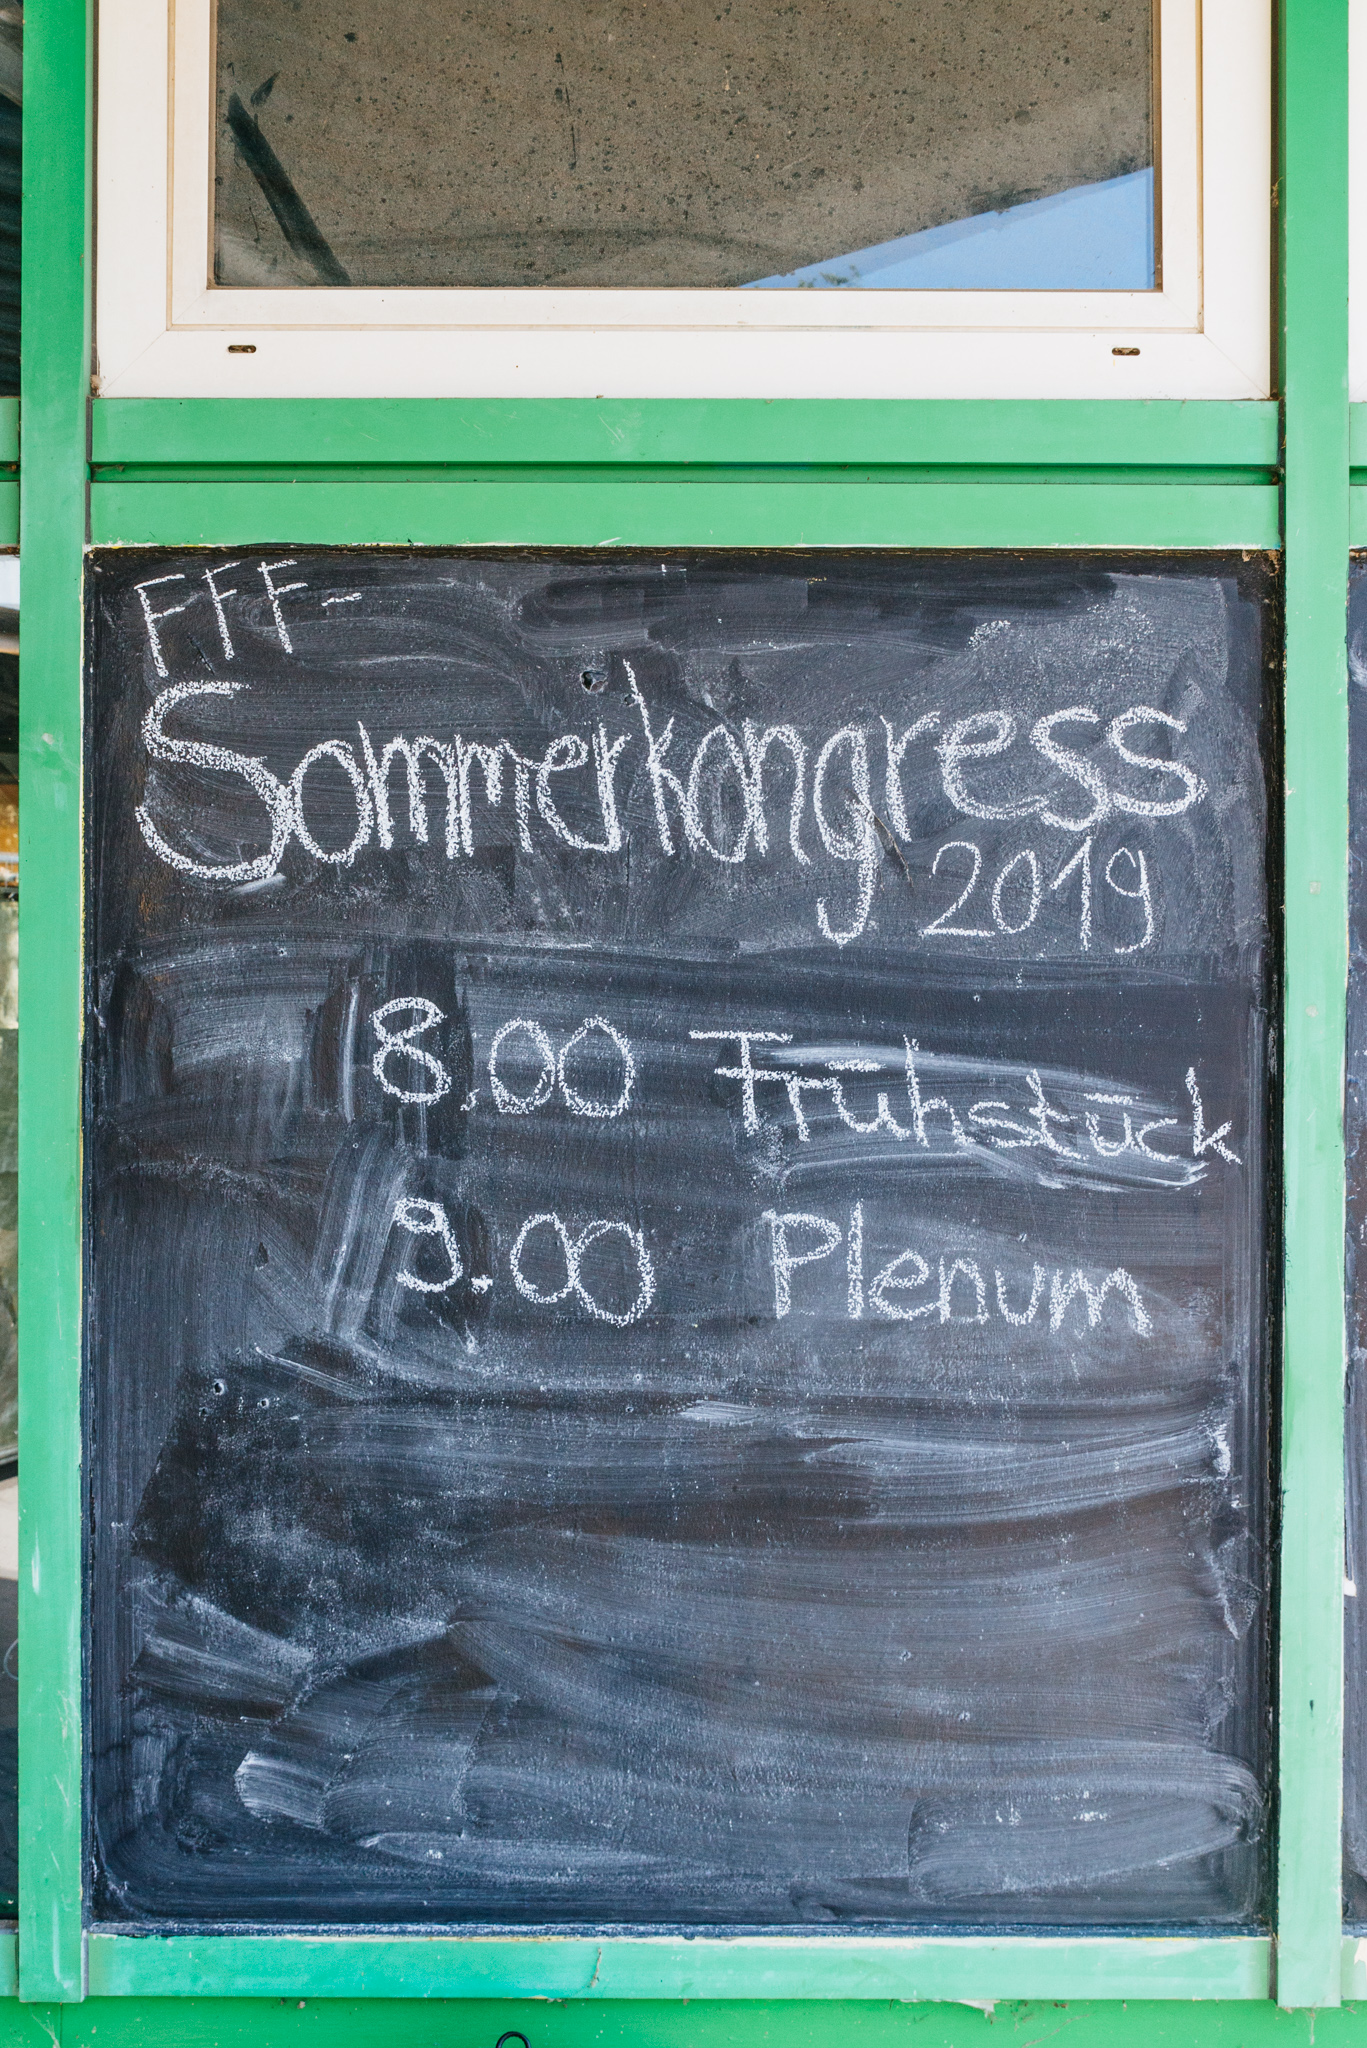 FFF-
Sommerkongress
2019
8.00 Frühstück
9.00 Plenum